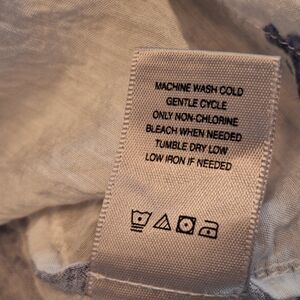 MACHINE WASH COLD
GENTLE CYCLE
ONLY NON-CHLORINE
BLEACH WHEN NEEDED
TUMBLE DRY LOW
LOW IRON IF NEEDED